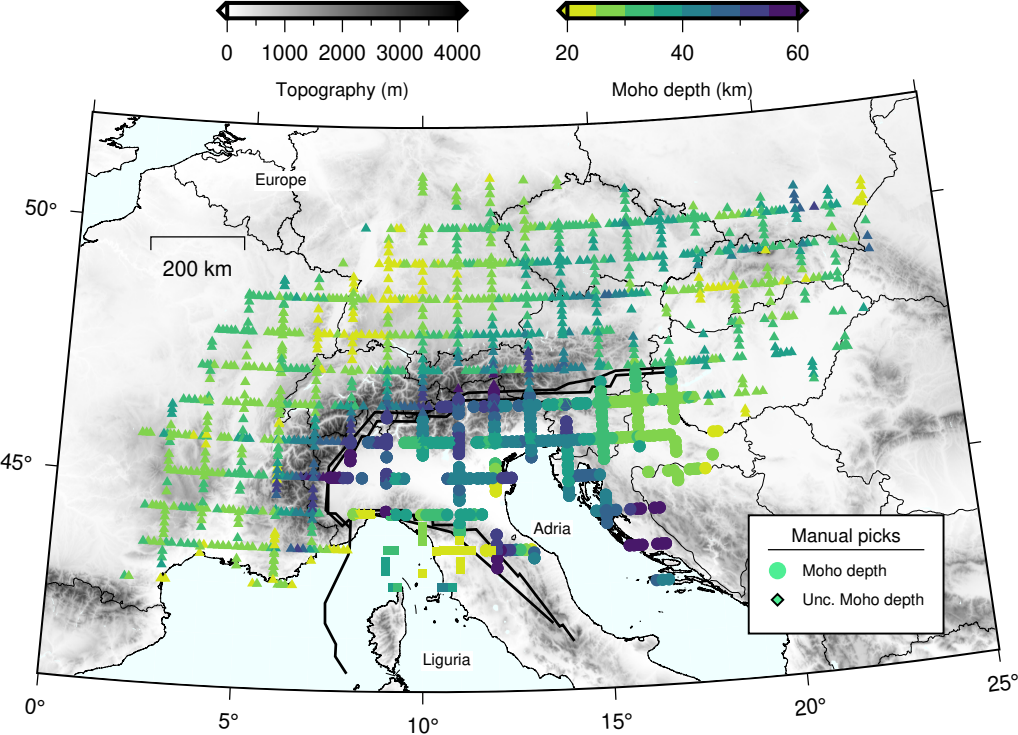 0 1000 2000 3000 4000
20 40 60
Topography (m)
Moho depth (km)
Europe
50°
200 km
45°
Adria
Manual picks
Moho depth
Unc. Moho depth
Liguria
0°
5°
10°
15°
20°
25°